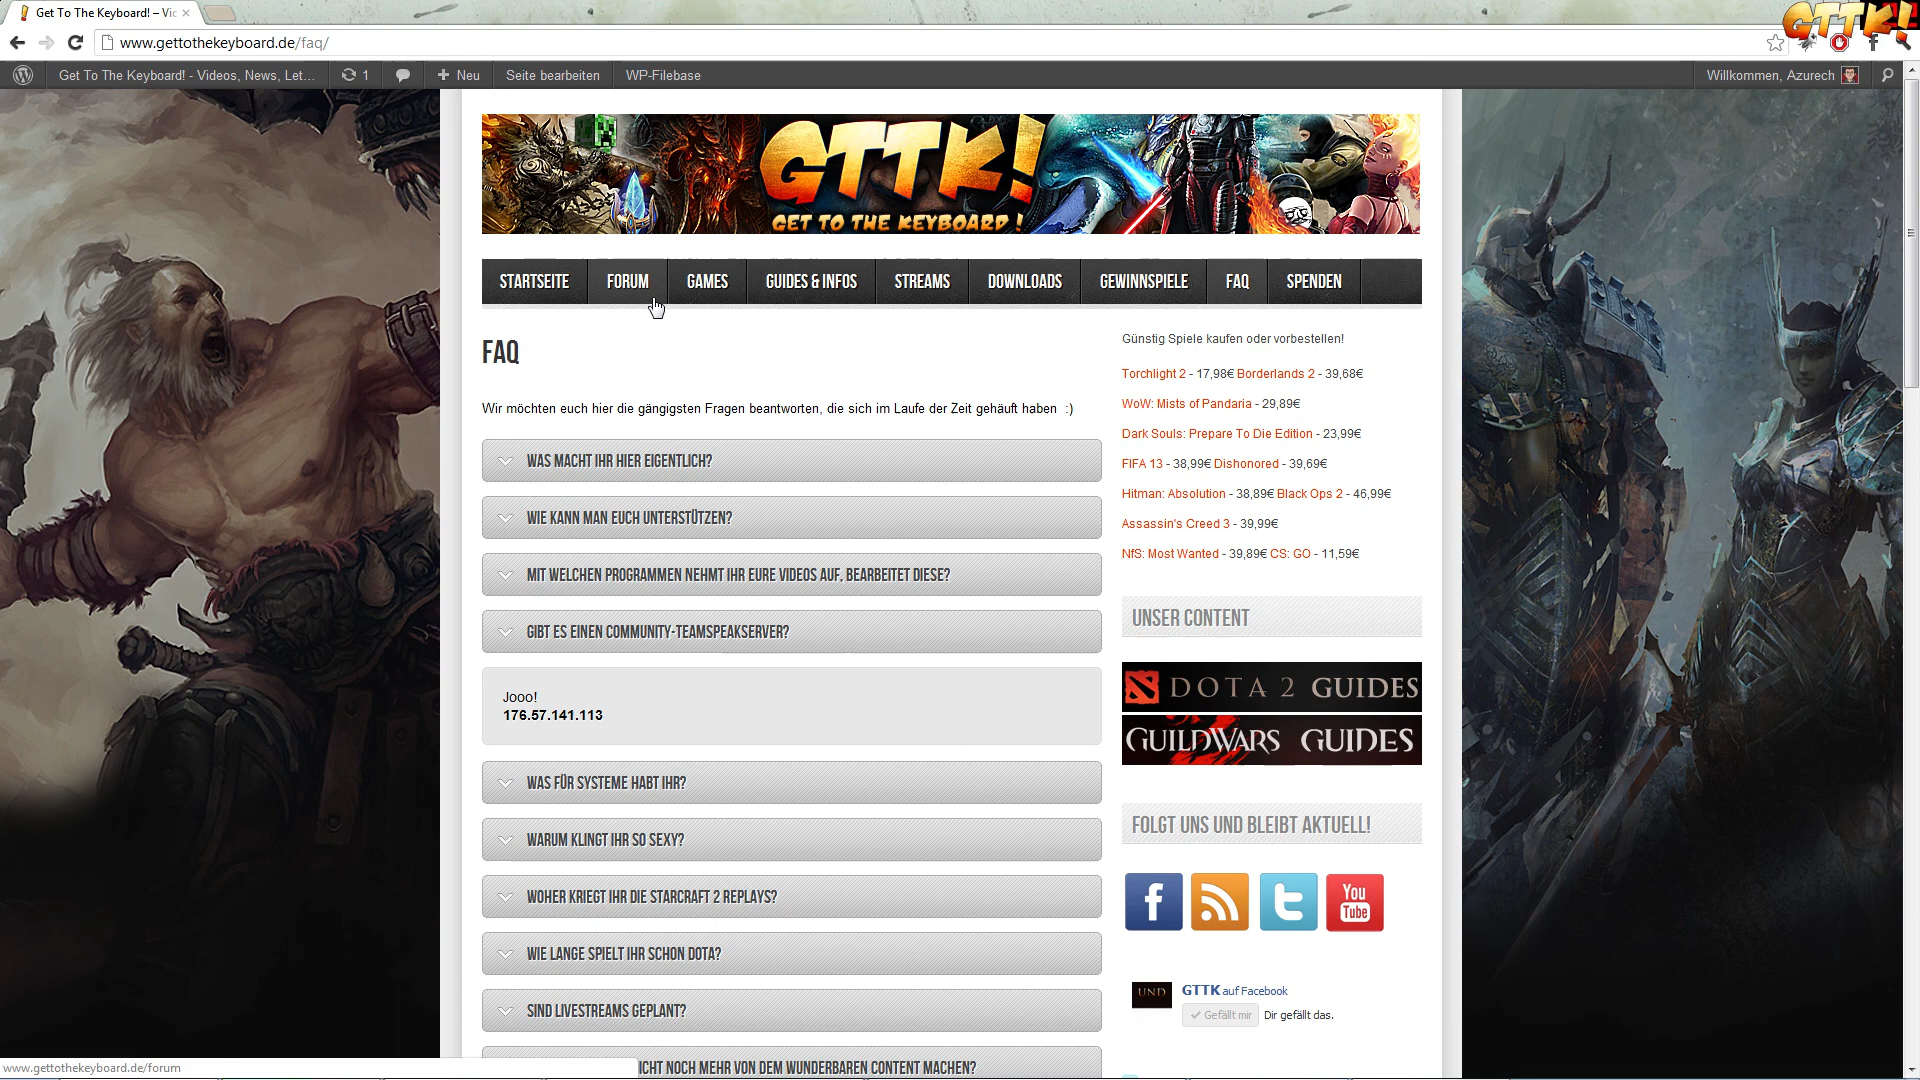 Get To The Keyboard! – Vic
GTTK!
www.gettothekeyboard.de/faq/
Get To The Keyboard! - Videos, News, Let...
1
Neu
Seite bearbeiten
WP-Filebase
Willkommen, Azurech
GTTK!
GET TO THE KEYBOARD!
STARTSEITE
FORUM
GAMES
GUIDES & INFOS
STREAMS
DOWNLOADS
GEWINNSPIELE
FAQ
SPENDEN
FAQ
Wir möchten euch hier die gängigsten Fragen beantworten, die sich im Laufe der Zeit gehäuft haben :)
WAS MACHT IHR HIER EIGENTLICH?
WIE KANN MAN EUCH UNTERSTÜTZEN?
MIT WELCHEN PROGRAMMEN NEHMT IHR EURE VIDEOS AUF, BEARBEITET DIESE?
GIBT ES EINEN COMMUNITY-TEAMSPEAKSERVER?
Jooo!
176.57.141.113
WAS FÜR SYSTEME HABT IHR?
WARUM KLINGT IHR SO SEXY?
WOHER KRIEGT IHR DIE STARCRAFT 2 REPLAYS?
WIE LANGE SPIELT IHR SCHON DOTA?
SIND LIVESTREAMS GEPLANT?
ICHT NOCH MEHR VON DEM WUNDERBAREN CONTENT MACHEN?
Günstig Spiele kaufen oder vorbestellen!
Torchlight 2 - 17,98€ Borderlands 2 - 39,68€
WoW: Mists of Pandaria - 29,89€
Dark Souls: Prepare To Die Edition - 23,99€
FIFA 13 - 38,99€ Dishonored - 39,69€
Hitman: Absolution - 38,89€ Black Ops 2 - 46,99€
Assassin's Creed 3 - 39,99€
NfS: Most Wanted - 39,89€ CS: GO - 11,59€
UNSER CONTENT
DOTA 2 GUIDES
GUILDWARS GUIDES
FOLGT UNS UND BLEIBT AKTUELL!
You
Tube
UND
GTTK auf Facebook
Gefällt mir
Dir gefällt das.
www.gettothekeyboard.de/forum